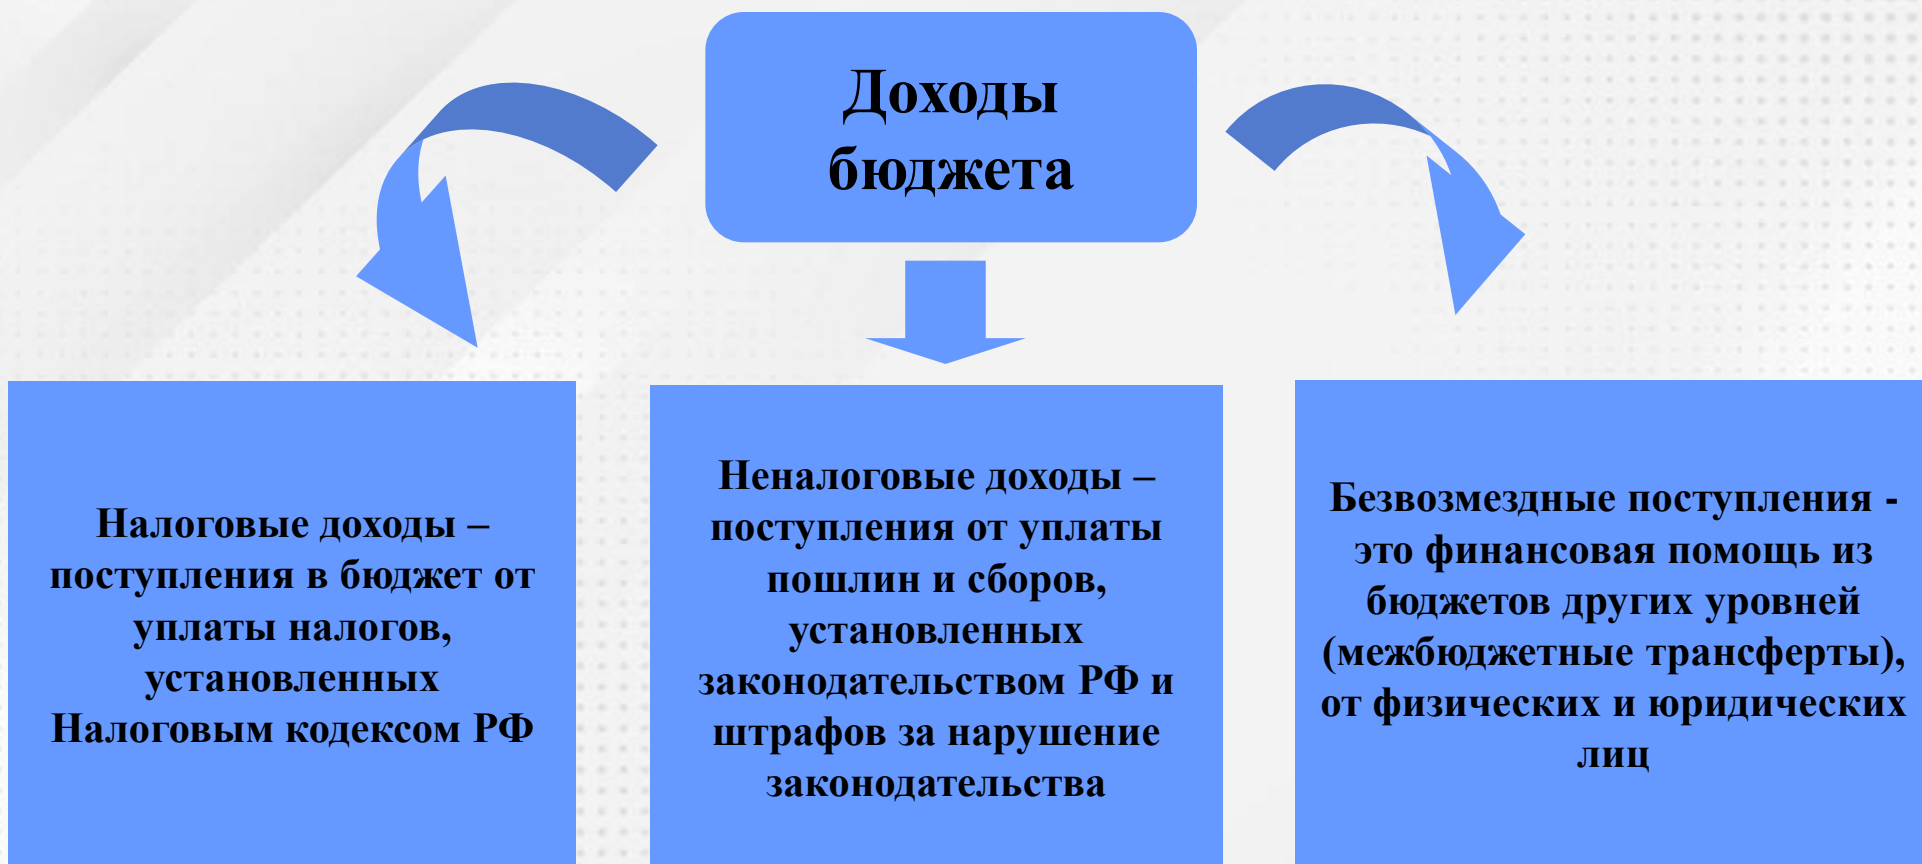 Доходы
бюджета
Налоговые доходы –
поступления в бюджет от
уплаты налогов,
установленных
Налоговым кодексом РФ
Неналоговые доходы –
поступления от уплаты
пошлин и сборов,
установленных
законодательством РФ и
штрафов за нарушение
законодательства
Безвозмездные поступления -
это финансовая помощь из
бюджетов других уровней
(межбюджетные трансферты),
от физических и юридических
лиц